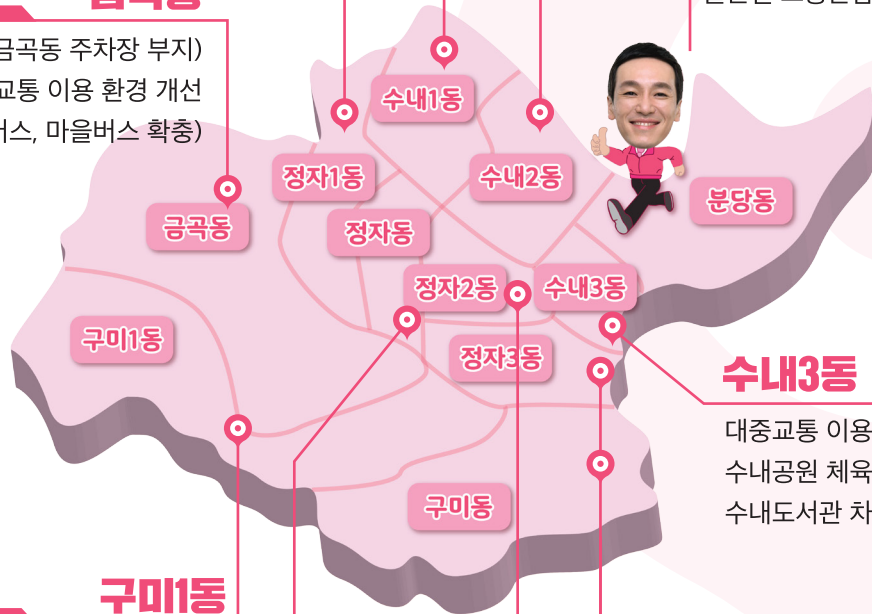 금곡동 주차장 부지)
교통 이용 환경 개선
버스, 마을버스 확충)
수내1동
정자1동
수내2동
분당동
금곡동
정자동
정자2동
수내3동
구미1동
정자3동
수내3동
대중교통 이용
수내공원 체육
수내도서관 차
구미동
구미1동